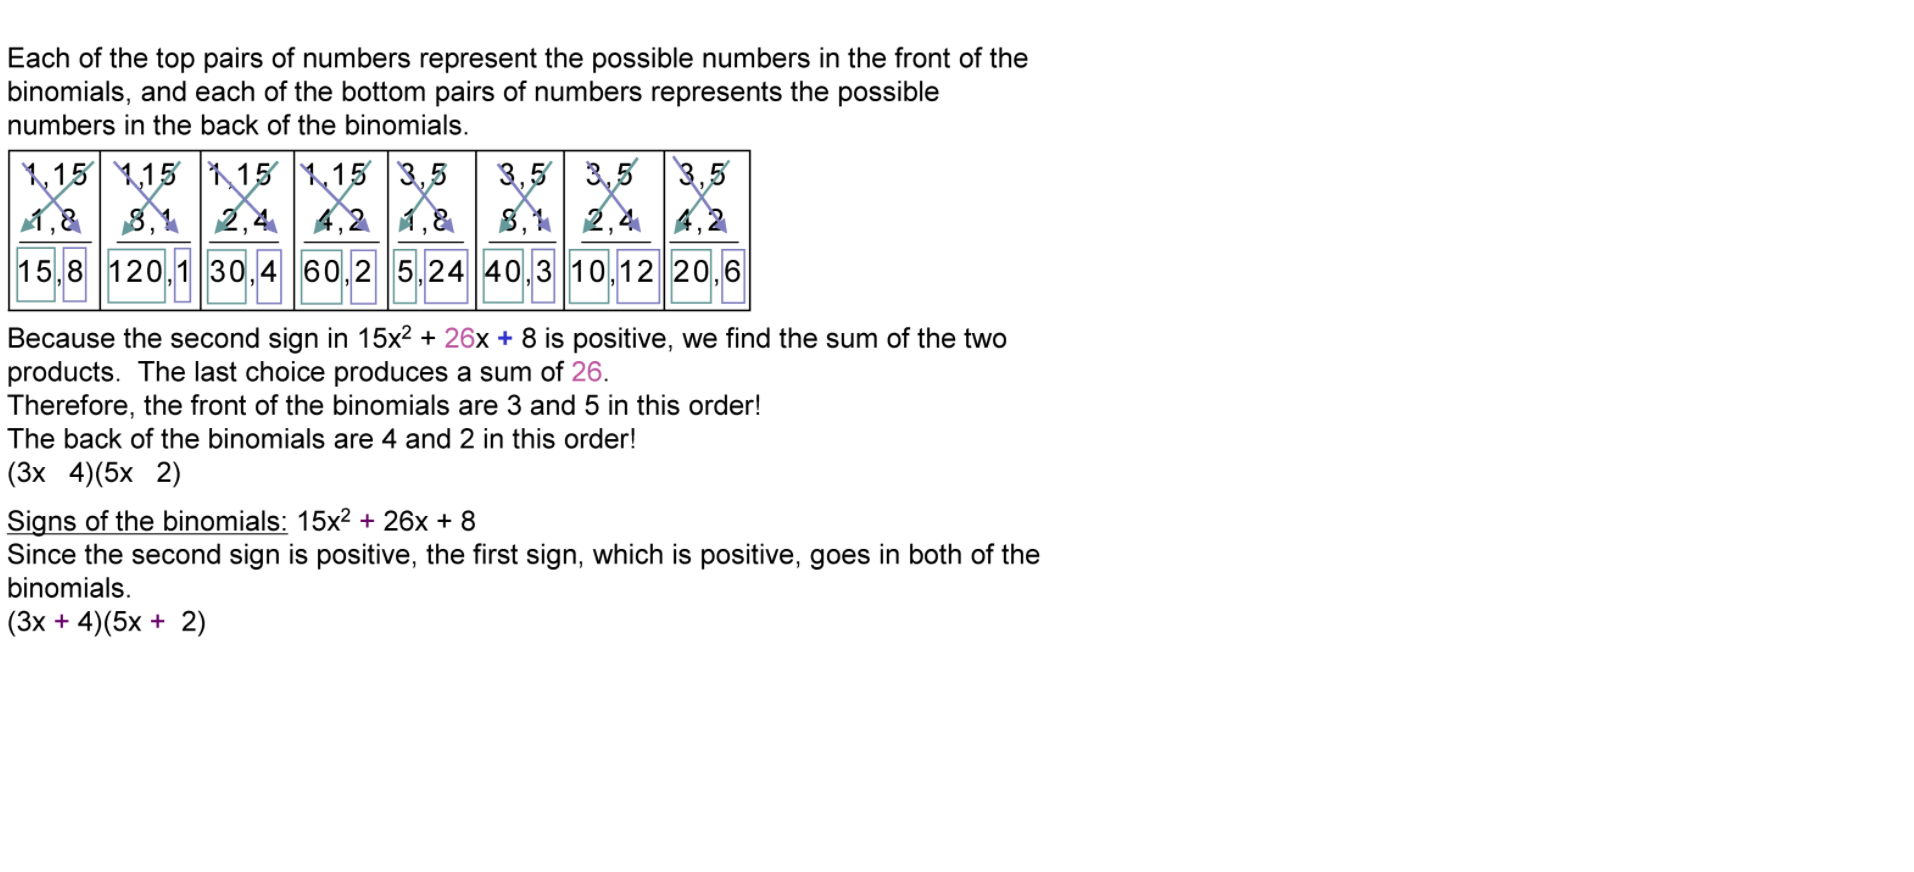 Each of the top pairs of numbers represent the possible numbers in the front of the
binomials, and each of the bottom pairs of numbers represents the possible
numbers in the back of the binomials.
1,15 1,15 1,15 1,15 3,5 3,5 3,5 3,5
1,8 8,1 2,4 4,2 1,8 8,1 2,4 4,2
15,8 120,1 30,4 60,2 5,24 40,3 10,12 20,6
Because the second sign in 15x² + 26x + 8 is positive, we find the sum of the two
products. The last choice produces a sum of 26.
Therefore, the front of the binomials are 3 and 5 in this order!
The back of the binomials are 4 and 2 in this order!
(3x 4)(5x 2)
Signs of the binomials: 15x² + 26x + 8
Since the second sign is positive, the first sign, which is positive, goes in both of the
binomials.
(3x + 4)(5x + 2)